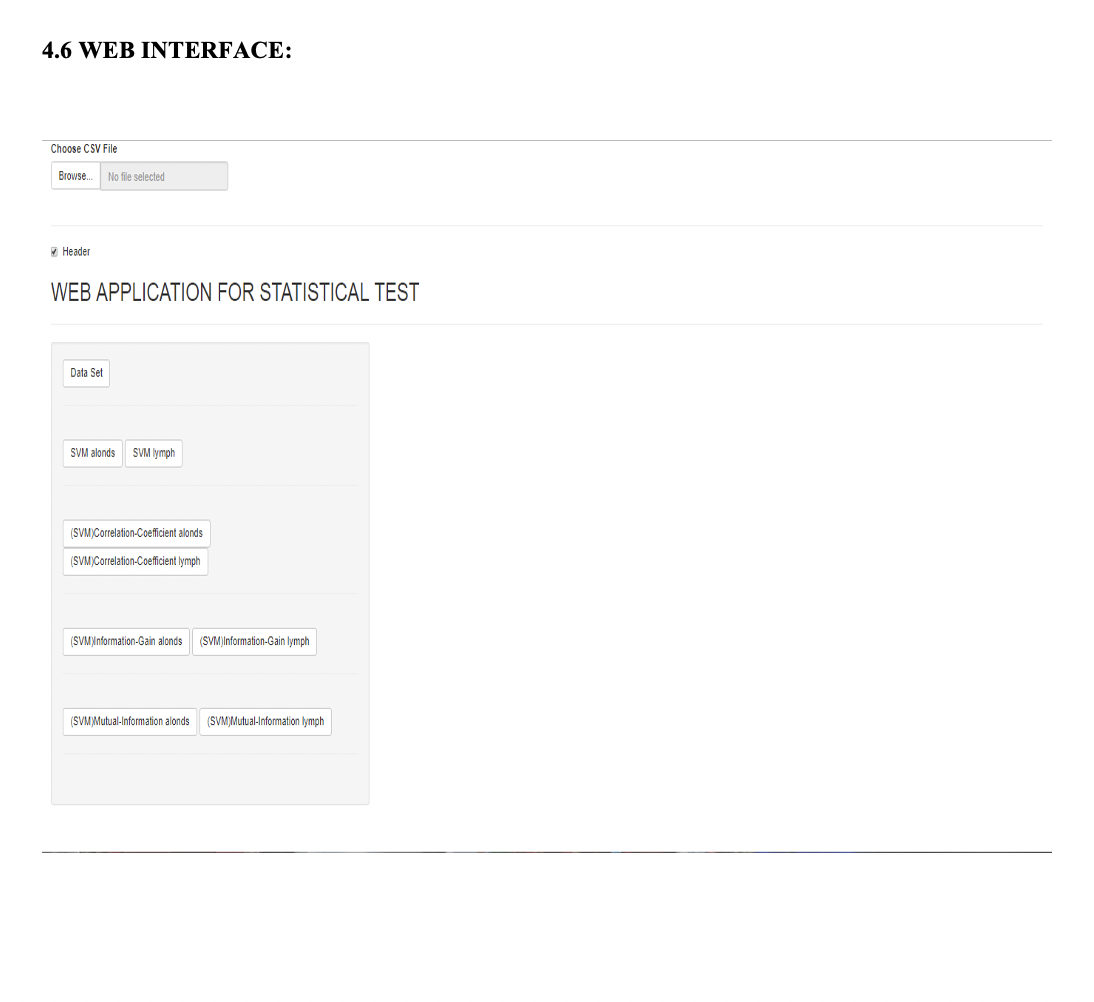 4.6 WEB INTERFACE:
Choose CSV File
Browse... No file selected
Header
WEB APPLICATION FOR STATISTICAL TEST
Data Set
SVM alonds SVM lymph
(SVM)Correlation-Coefficient alonds
(SVM)Correlation-Coefficient lymph
(SVM)Information-Gain alonds (SVM)Information-Gain lymph
(SVM)Mutual-Information alonds (SVM)Mutual-Information lymph